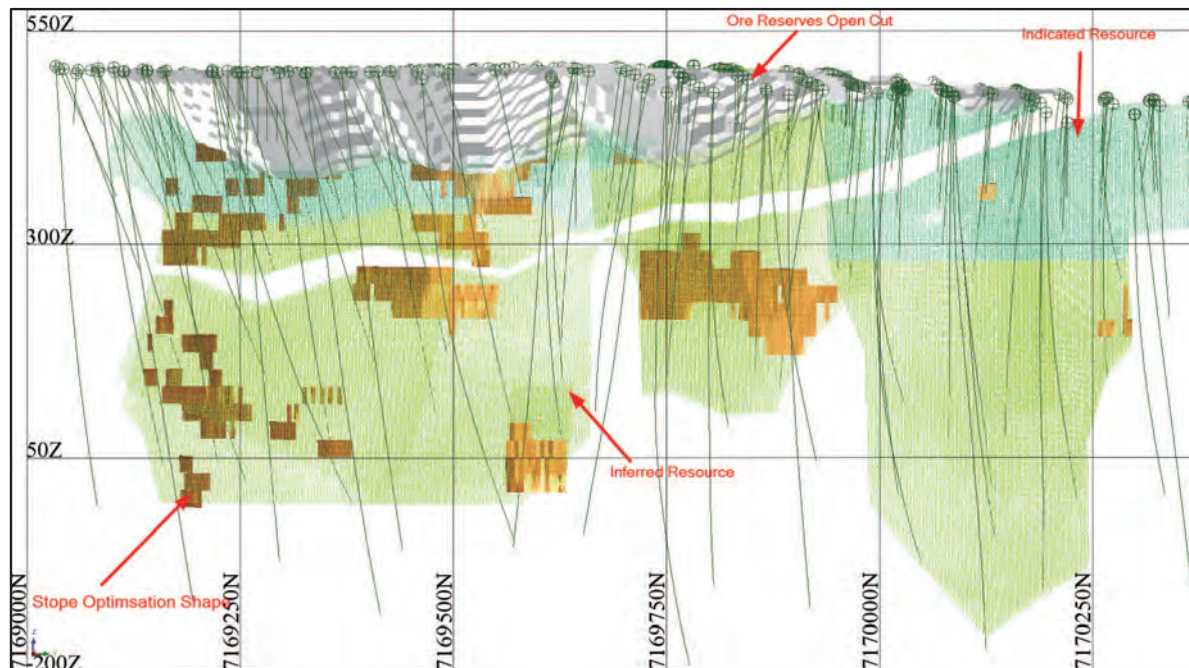 550Z
Ore Reserves Open Cut
Indicated Resource
300Z
50Z
Inferred Resource
Stope Optimsation Shape
-200Z
7169000N
7169250N
7169500N
7169750N
7170000N
7170250N